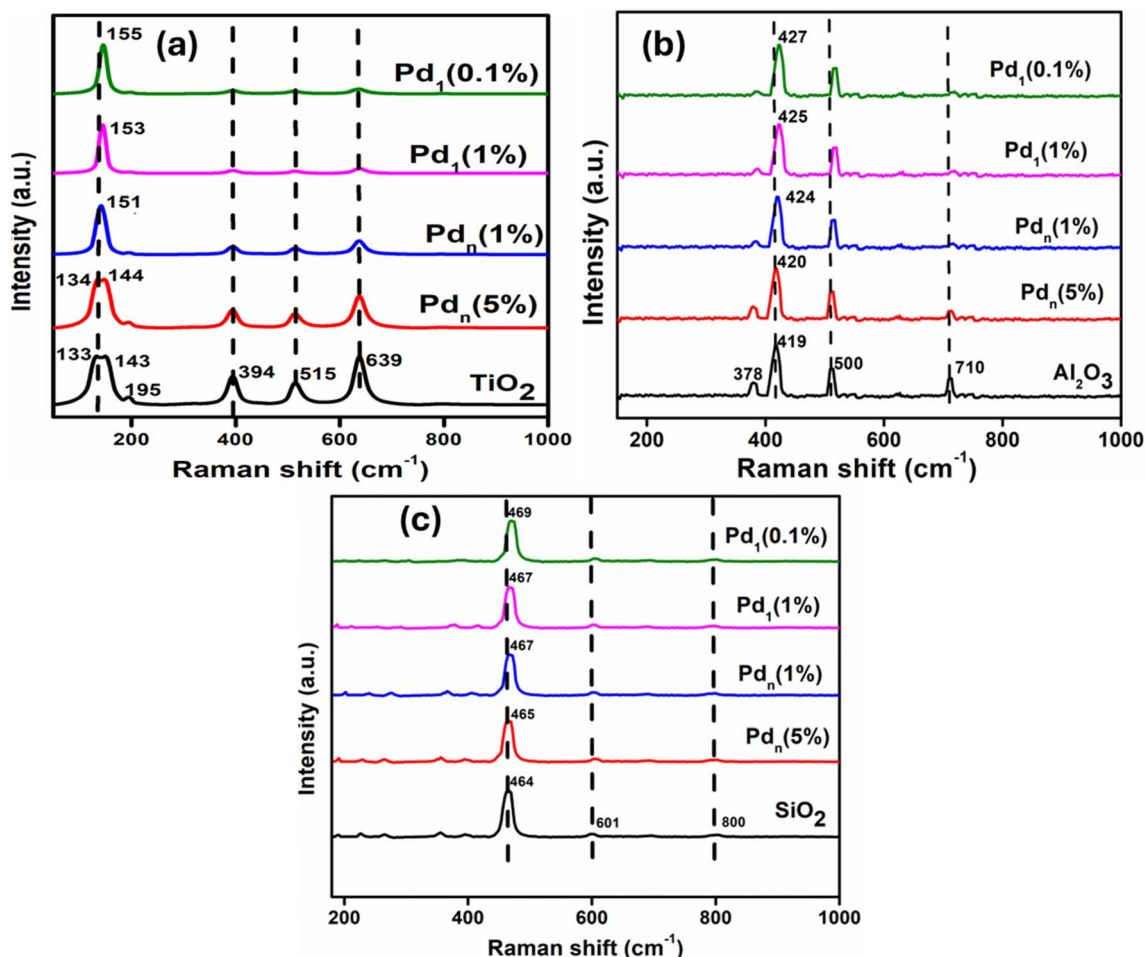 (a)
155
Pd1(0.1%)
153
Pd1(1%)
151
Pdn(1%)
134 144
Pdn(5%)
133 143
195
394
515
639
TiO2
Intensity (a.u.)
200 400 600 800 1000
Raman shift (cm-1)
(b)
427
Pd1(0.1%)
425
Pd1(1%)
424
Pdn(1%)
420
Pdn(5%)
419
378
500
710
Al2O3
Intensity (a.u.)
200 400 600 800 1000
Raman shift (cm-1)
(c)
469
Pd1(0.1%)
467
Pd1(1%)
467
Pdn(1%)
465
Pdn(5%)
464
SiO2
601
800
Intensity (a.u.)
200 400 600 800 1000
Raman shift (cm-1)